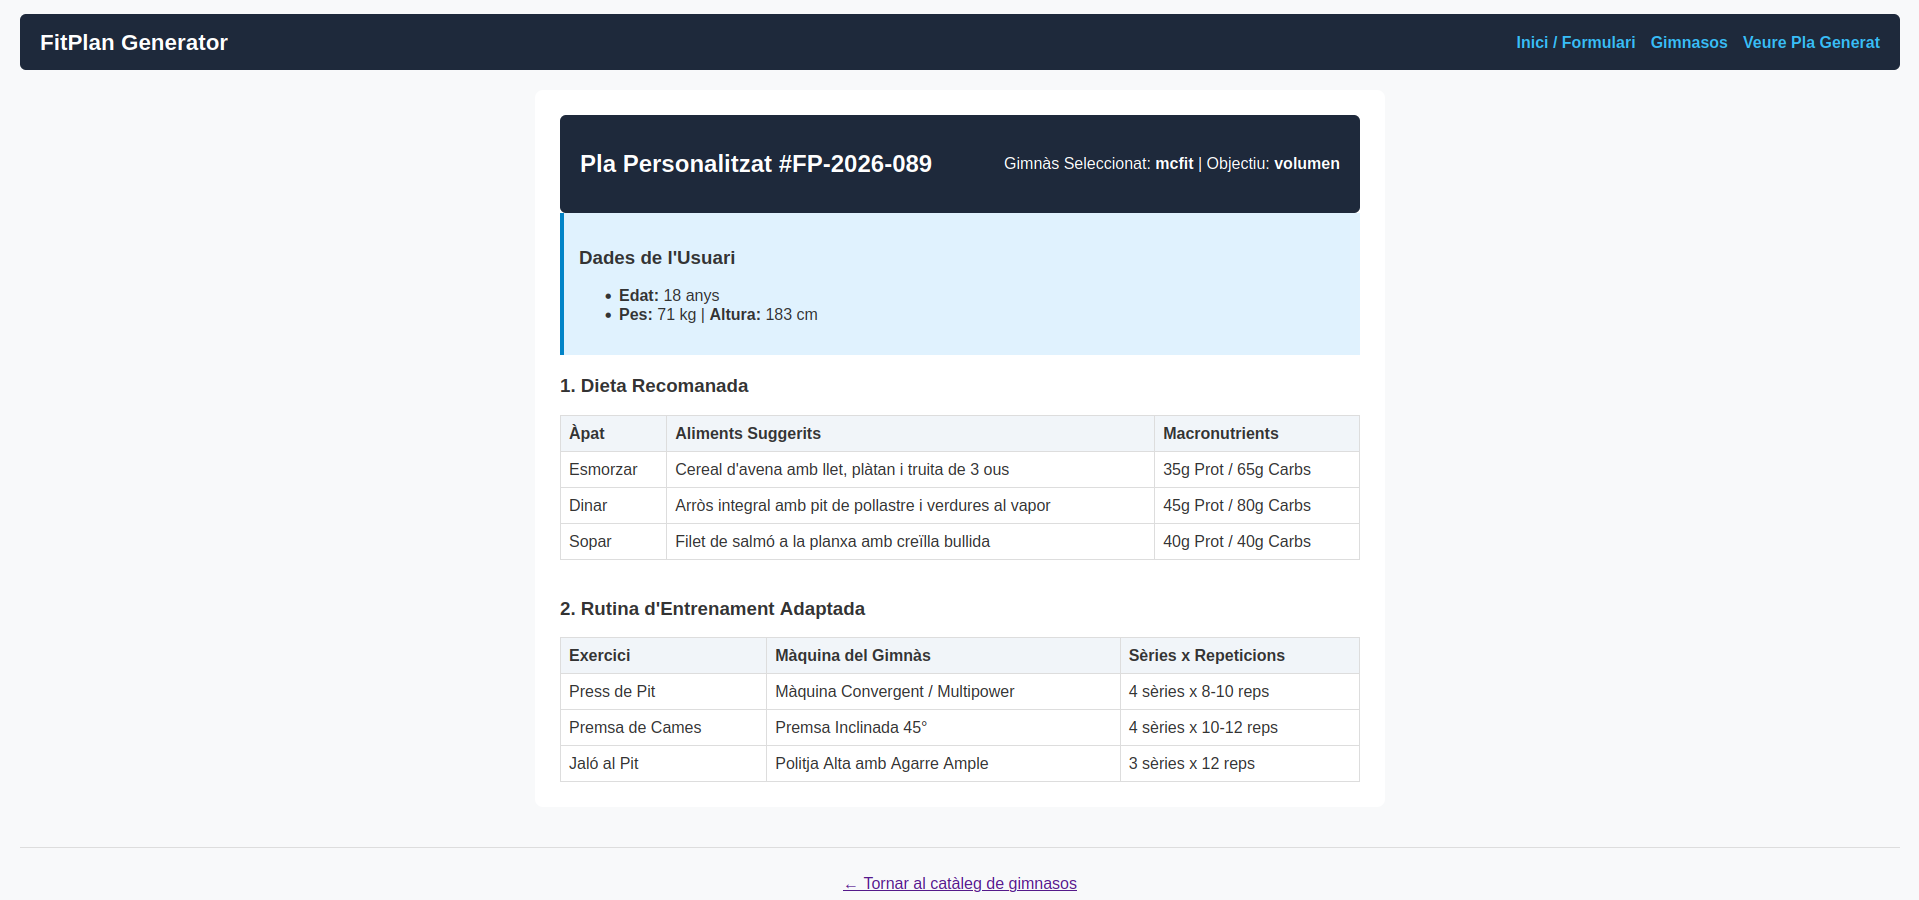 FitPlan Generator
Inici / Formulari Gimnasos Veure Pla Generat
Pla Personalitzat #FP-2026-089
Gimnàs Seleccionat: mcfit | Objectiu: volumen
Dades de l'Usuari
• Edat: 18 anys
• Pes: 71 kg | Altura: 183 cm
1. Dieta Recomanada
Àpat Aliments Suggerits Macronutrients
Esmorzar Cereal d'avena amb llet, plàtan i truita de 3 ous 35g Prot / 65g Carbs
Dinar Arròs integral amb pit de pollastre i verdures al vapor 45g Prot / 80g Carbs
Sopar Filet de salmó a la planxa amb creïlla bullida 40g Prot / 40g Carbs
2. Rutina d'Entrenament Adaptada
Exercici Màquina del Gimnàs Sèries x Repeticions
Press de Pit Màquina Convergent / Multipower 4 sèries x 8-10 reps
Premsa de Cames Premsa Inclinada 45° 4 sèries x 10-12 reps
Jaló al Pit Politja Alta amb Agarre Ample 3 sèries x 12 reps
← Tornar al catàleg de gimnasos